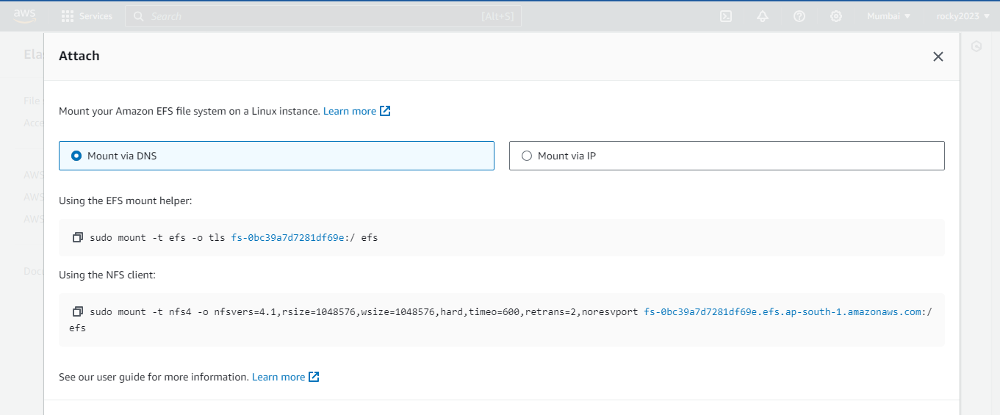 aws
Services
Search
[Alt+S]
Mumbai
rocky2023
Elas
File
Acce
AWS
AWS
AWS
Docu
Attach
Mount your Amazon EFS file system on a Linux instance. Learn more
Mount via DNS
Mount via IP
Using the EFS mount helper:
sudo mount -t efs -o tls fs-0bc39a7d7281df69e:/ efs
Using the NFS client:
sudo mount -t nfs4 -o nfsvers=4.1,rsize=1048576,wsize=1048576,hard,timeo=600,retrans=2,noresvport fs-0bc39a7d7281df69e.efs.ap-south-1.amazonaws.com:/
efs
See our user guide for more information. Learn more